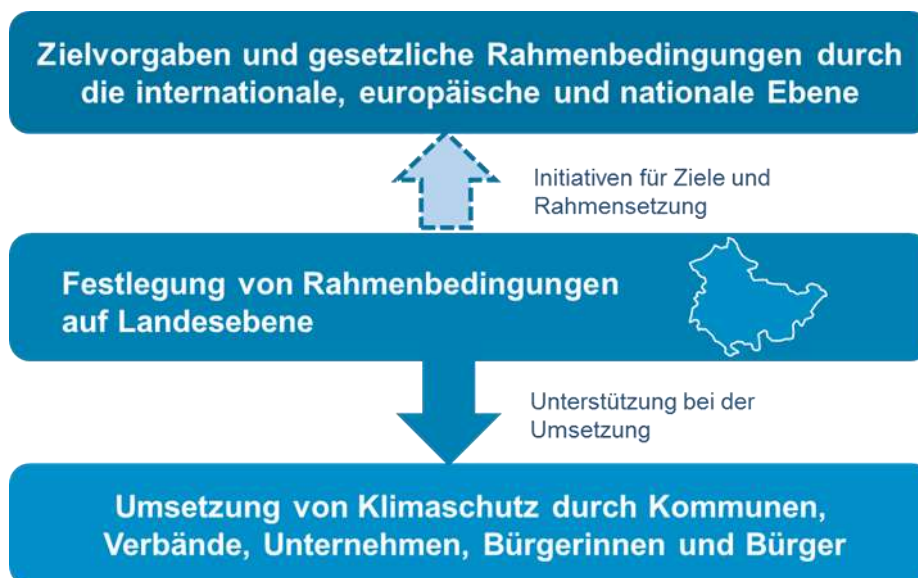 Zielvorgaben und gesetzliche Rahmenbedingungen durch
die internationale, europäische und nationale Ebene
Initiativen für Ziele und
Rahmensetzung
Festlegung von Rahmenbedingungen
auf Landesebene
Unterstützung bei der
Umsetzung
Umsetzung von Klimaschutz durch Kommunen,
Verbände, Unternehmen, Bürgerinnen und Bürger